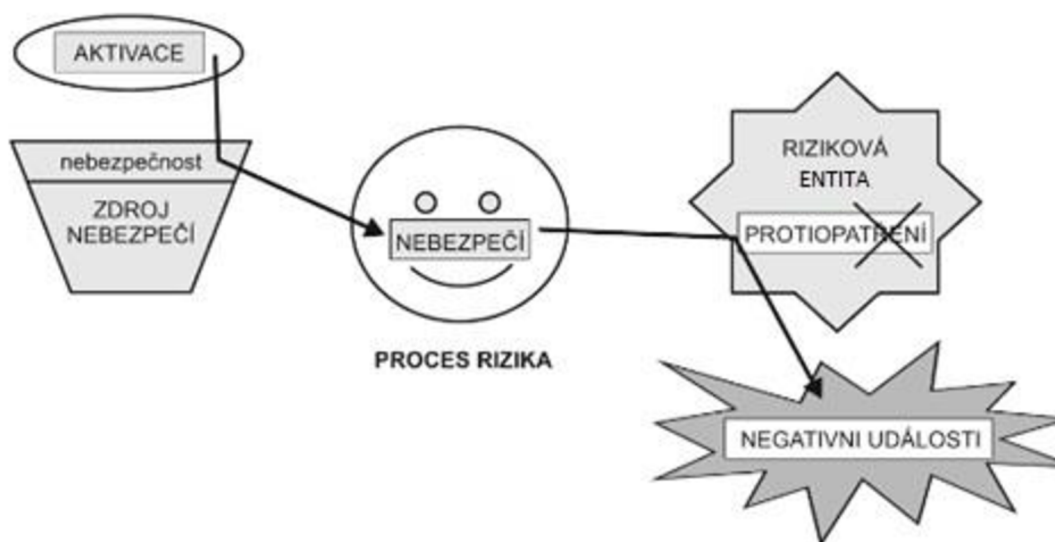 AKTIVACE
nebezpečnost
ZDROJ
NEBEZPEČÍ
NEBEZPEČÍ
PROCES RIZIKA
RIZIKOVÁ
ENTITA
PROTIOPATŘENÍ
NEGATIVNI UDÁLOSTI